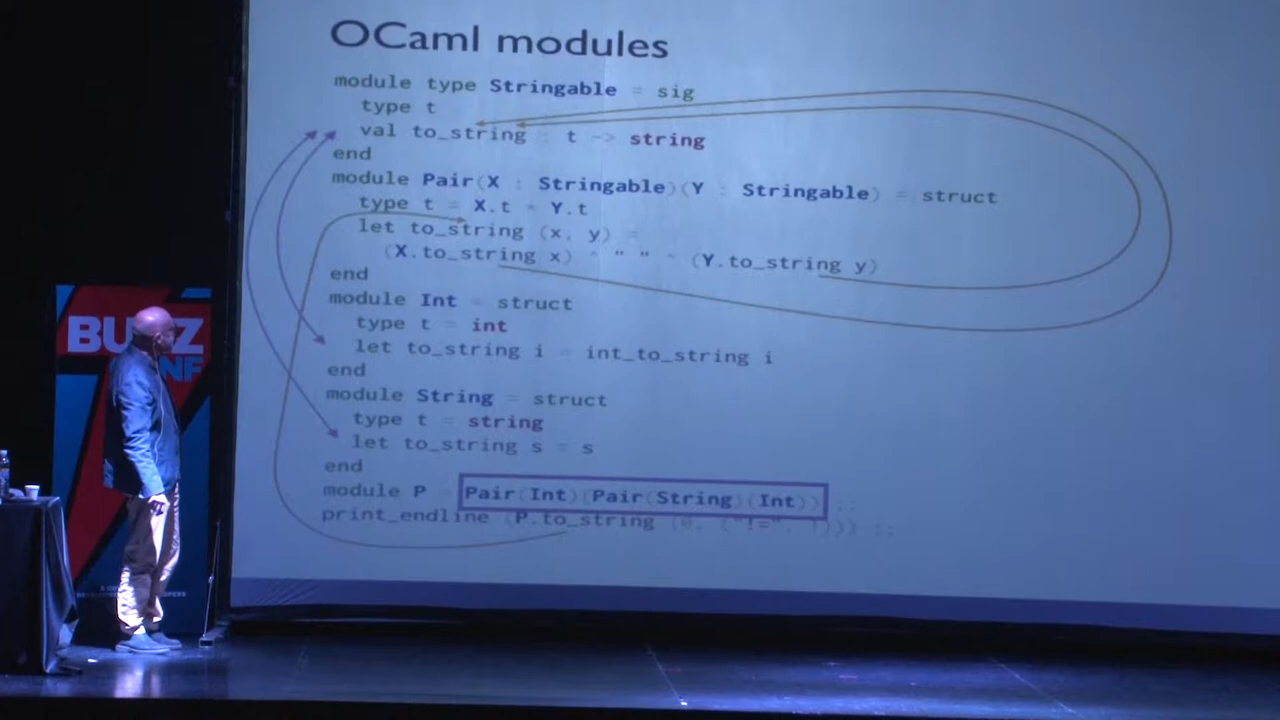 OCaml modules
module type Stringable = sig
type t
val to_string : t -> string
end
module Pair(X : Stringable)(Y : Stringable) = struct
type t = X.t * Y.t
let to_string (x, y) =
(X.to_string x) ^ " " ^ (Y.to_string y)
end
module Int = struct
type t = int
let to_string i = int_to_string i
end
module String = struct
type t = string
let to_string s = s
end
module P = Pair(Int)(Pair(String)(Int))
print_endline (P.to_string (0, ("!=", 1))) ;;